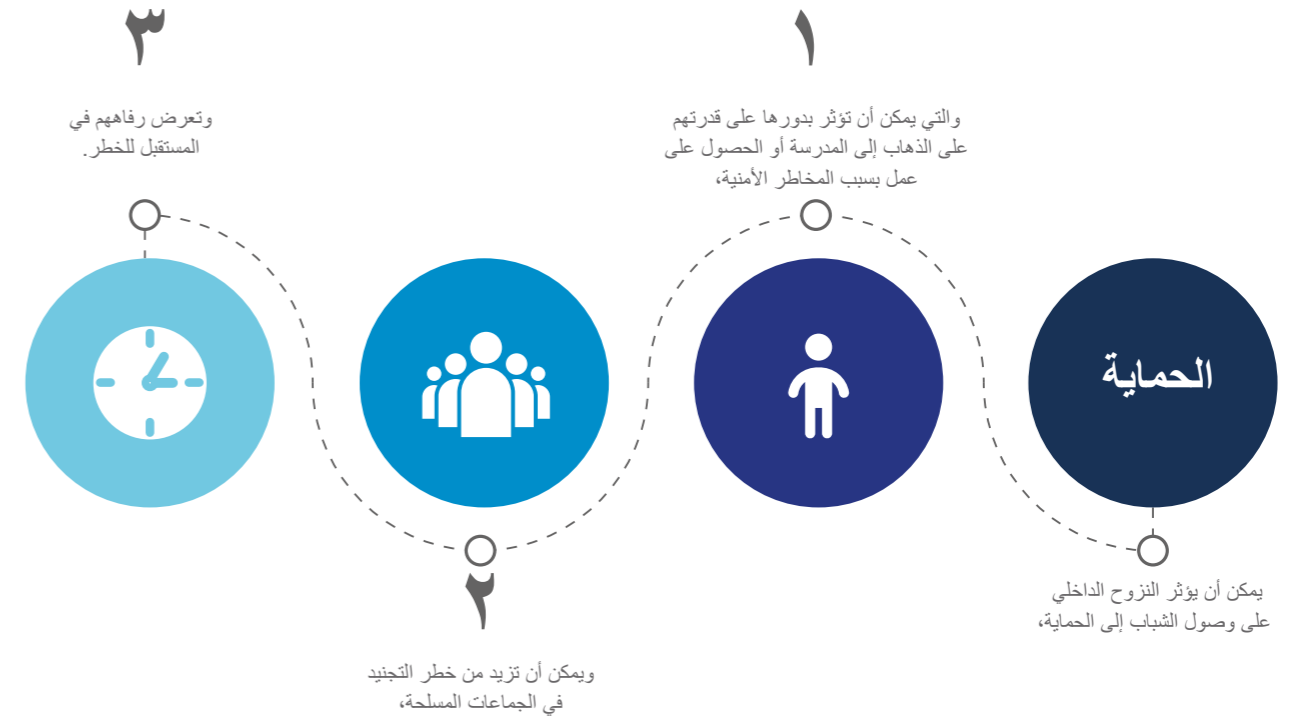 الحماية
يمكن أن يؤثر النزوح الداخلي
على وصول الشباب إلى الحماية،
١
والتي يمكن أن تؤثر بدورها على قدرتهم
على الذهاب إلى المدرسة أو الحصول على
عمل بسبب المخاطر الأمنية،
٢
ويمكن أن تزيد من خطر التجنيد
في الجماعات المسلحة،
٣
وتعرض رفاههم في
المستقبل للخطر.